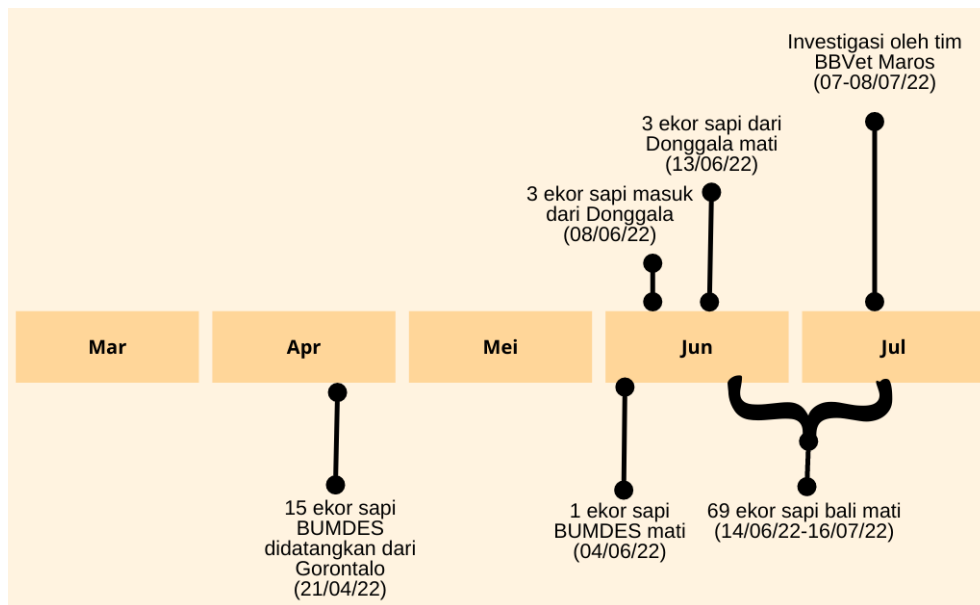 Investigasi oleh tim
BBVet Maros
(07-08/07/22)
3 ekor sapi dari
Donggala mati
(13/06/22)
3 ekor sapi masuk
dari Donggala
(08/06/22)
Mar
Apr
Mei
Jun
Jul
15 ekor sapi
BUMDES
didatangkan dari
Gorontalo
(21/04/22)
1 ekor sapi
BUMDES mati
(04/06/22)
69 ekor sapi bali mati
(14/06/22-16/07/22)